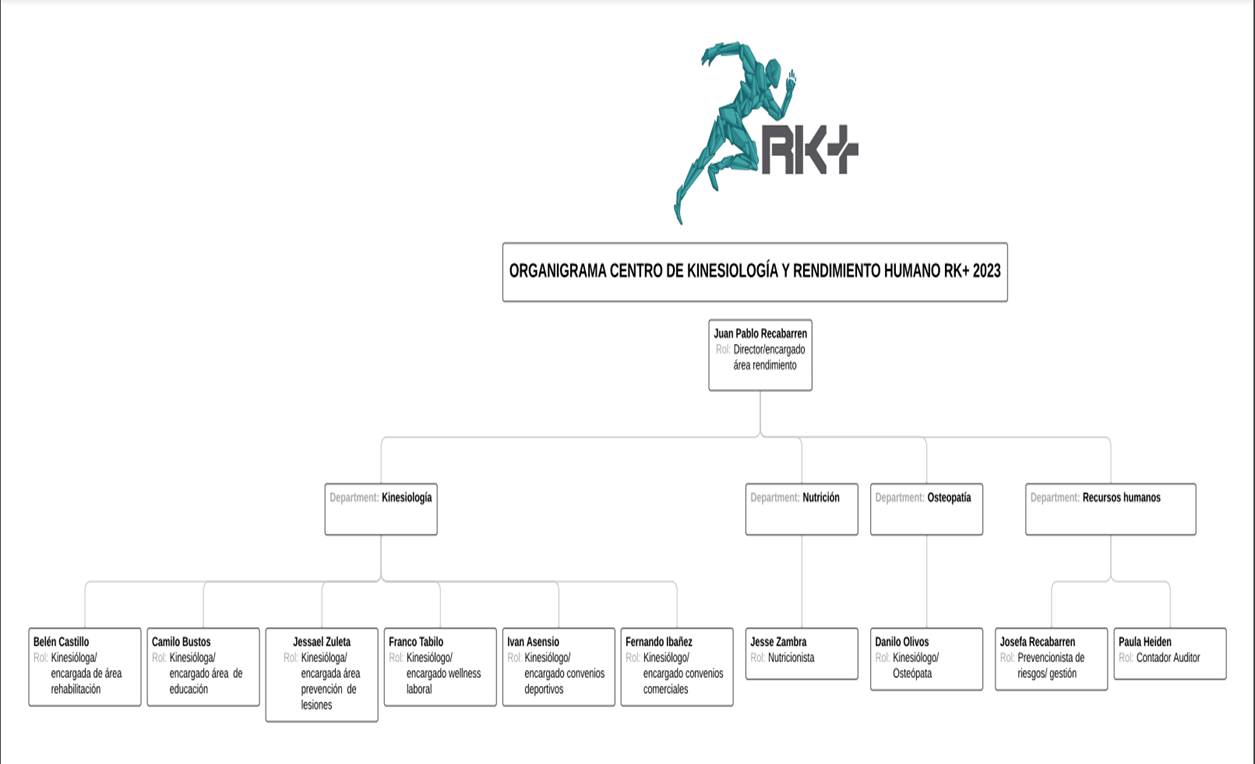 RK+
ORGANIGRAMA CENTRO DE KINESIOLOGÍA Y RENDIMIENTO HUMANO RK+ 2023
Juan Pablo Recabarren
Rol: Director/encargado
área rendimiento
Department: Kinesiología
Department: Nutrición
Department: Osteopatía
Department: Recursos humanos
Belén Castillo
Rol: Kinesióloga/
encargada de área
rehabilitación
Camilo Bustos
Rol: Kinesióloga/
encargado área de
educación
Jessael Zuleta
Rol: Kinesióloga/
encargada área
prevención de
lesiones
Franco Tabilo
Rol: Kinesiólogo/
encargado wellness
laboral
Ivan Asensio
Rol: Kinesiólogo/
encargado convenios
deportivos
Fernando Ibañez
Rol: Kinesiólogo/
encargado convenios
comerciales
Jesse Zambra
Rol: Nutricionista
Danilo Olivos
Rol: Kinesiólogo/
Osteópata
Josefa Recabarren
Rol: Prevencionista de
riesgos/ gestión
Paula Heiden
Rol: Contador Auditor